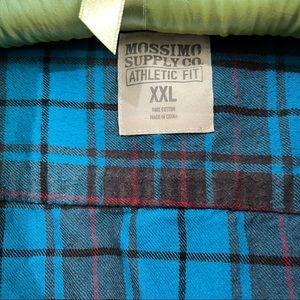 MOSSIMO
SUPPLY CO.
ATHLETIC FIT
XXL
100% COTTON
MADE IN CHINA